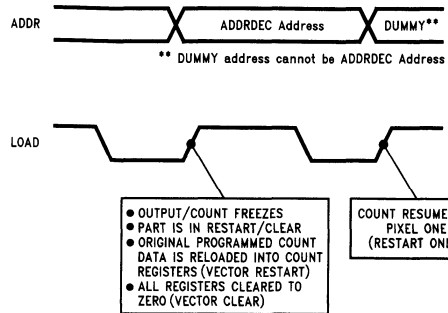 ADDR
ADDRDEC Address
DUMMY**
** DUMMY address cannot be ADDRDEC Address
LOAD
● OUTPUT/COUNT FREEZES
● PART IS IN RESTART/CLEAR
● ORIGINAL PROGRAMMED COUNT
DATA IS RELOADED INTO COUNT
REGISTERS (VECTOR RESTART)
● ALL REGISTERS CLEARED TO
ZERO (VECTOR CLEAR)
COUNT RESUME
PIXEL ONE
(RESTART ONE